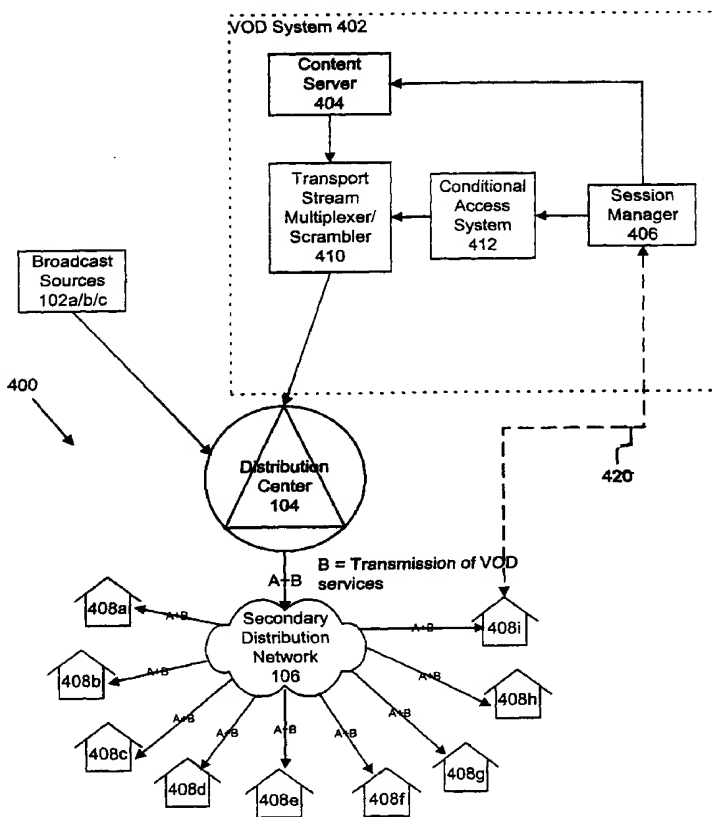 VOD System 402
Content
Server
404
Transport
Stream
Multiplexer/
Scrambler
410
Conditional
Access
System
412
Session
Manager
406
Broadcast
Sources
102a/b/c
400
Distribution
Center
104
420
B = Transmission of VOD
services
A+B
Secondary
Distribution
Network
106
408a
A+B
A+B
408i
408b
A+B
A+B
408h
408c
A+B
A+B
408g
408d
A+B
A+B
408f
408e
A+B